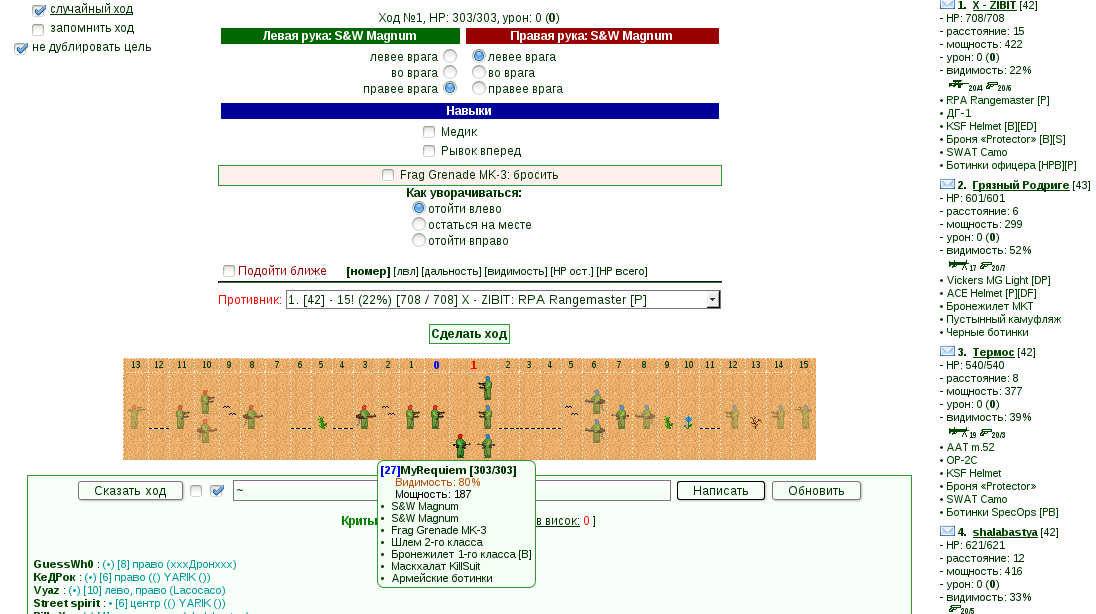 случайный ход
запомнить ход
не дублировать цель
Ход №1, HP: 303/303, урон: 0 (0)
Левая рука: S&W Magnum
Правая рука: S&W Magnum
левее врага
левее врага
во врага
во врага
правее врага
правее врага
Навыки
Медик
Рывок вперед
Frag Grenade MK-3: бросить
Как уворачиваться:
отойти влево
остаться на месте
отойти вправо
Подойти ближе
[номер] [лвл] [дальность] [видимость] [HP ост.] [HP всего]
Противник: 1. [42] - 15! (22%) [708 / 708] X - ZIBIT: RPA Rangemaster [P]
Сделать ход
13 12 11 10 9 8 7 6 5 4 3 2 1 0 1 2 3 4 5 6 7 8 9 10 11 12 13 14 15
[27]MyRequiem [303/303]
Видимость: 80%
Мощность: 187
• S&W Magnum
• S&W Magnum
• Frag Grenade MK-3
• Шлем 2-го класса
• Бронежилет 1-го класса [B]
• Маскхалат KillSuit
• Армейские ботинки
Сказать ход
~
Написать
Обновить
Криты
в висок: 0 ]
GuessWh0 : (•) [8] право (xxxДронxxx)
КеДРок : (•) [6] право (() YARIK ())
Vyaz : (•) [10] лево, право (Lacocaco)
Street spirit : • [6] центр (() YARIK ())
1. X - ZIBIT [42]
- HP: 708/708
- расстояние: 15
- мощность: 422
- урон: 0 (0)
- видимость: 22%
20/4 20/6
• RPA Rangemaster [P]
• ДГ-1
• KSF Helmet [B][ED]
• Броня «Protector» [B][S]
• SWAT Camo
• Ботинки офицера [HPB][P]
2. Грязный Родриге [43]
- HP: 601/601
- расстояние: 6
- мощность: 299
- урон: 0 (0)
- видимость: 52%
17 20/7
• Vickers MG Light [DP]
• ACE Helmet [P][DF]
• Бронежилет МКТ
• Пустынный камуфляж
• Черные ботинки
3. Термос [42]
- HP: 540/540
- расстояние: 8
- мощность: 377
- урон: 0 (0)
- видимость: 39%
19 20/3
• AAT m.52
• OP-2C
• KSF Helmet
• Броня «Protector»
• SWAT Camo
• Ботинки SpecOps [PB]
4. shalabastya [42]
- HP: 621/621
- расстояние: 12
- мощность: 416
- урон: 0 (0)
- видимость: 33%
20/5